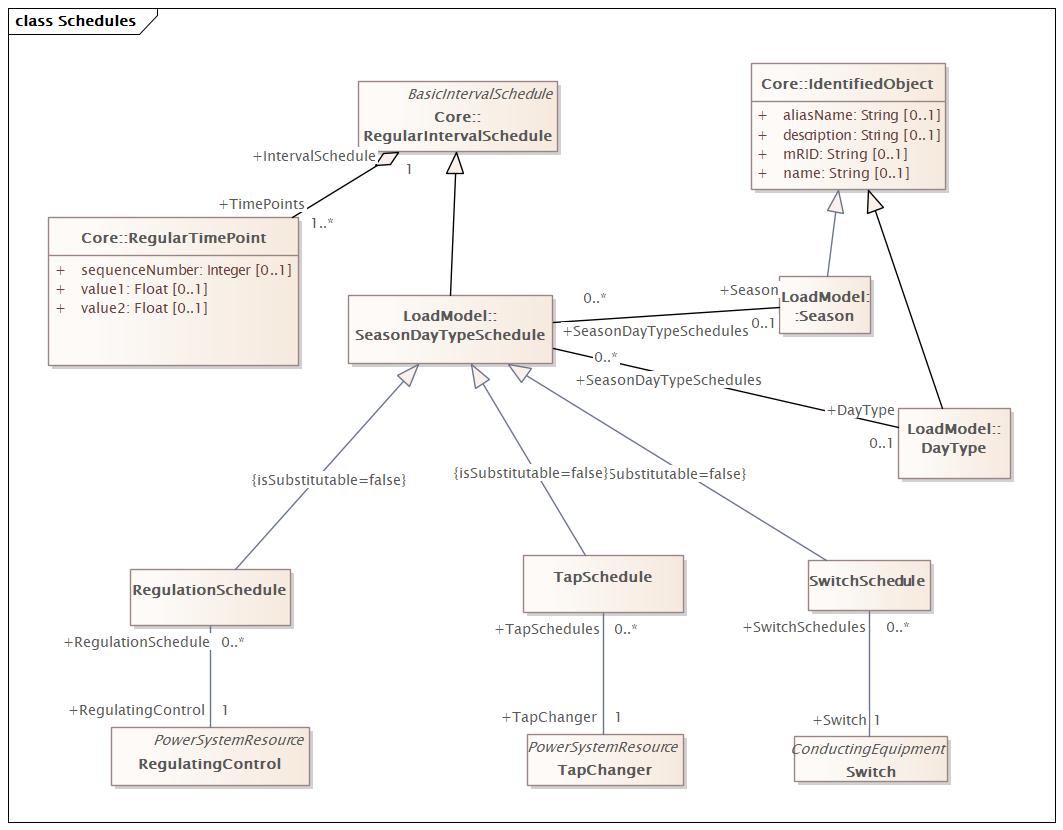 class Schedules
BasicIntervalSchedule
Core::
RegularIntervalSchedule
Core::IdentifiedObject
+ aliasName: String [0..1]
+ description: String [0..1]
+ mRID: String [0..1]
+ name: String [0..1]
+IntervalSchedule
1
+TimePoints
1..*
Core::RegularTimePoint
+ sequenceNumber: Integer [0..1]
+ value1: Float [0..1]
+ value2: Float [0..1]
LoadModel::
SeasonDayTypeSchedule
0..*
+Season
+SeasonDayTypeSchedules
0..1
LoadModel:
:Season
0..*
+SeasonDayTypeSchedules
+DayType
0..1
LoadModel::
DayType
{isSubstitutable=false}
{isSubstitutable=false}
Substitutable=false}
RegulationSchedule
TapSchedule
SwitchSchedule
+RegulationSchedule 0..*
+TapSchedules 0..*
+SwitchSchedules 0..*
+RegulatingControl 1
+TapChanger 1
+Switch 1
PowerSystemResource
RegulatingControl
PowerSystemResource
TapChanger
ConductingEquipment
Switch